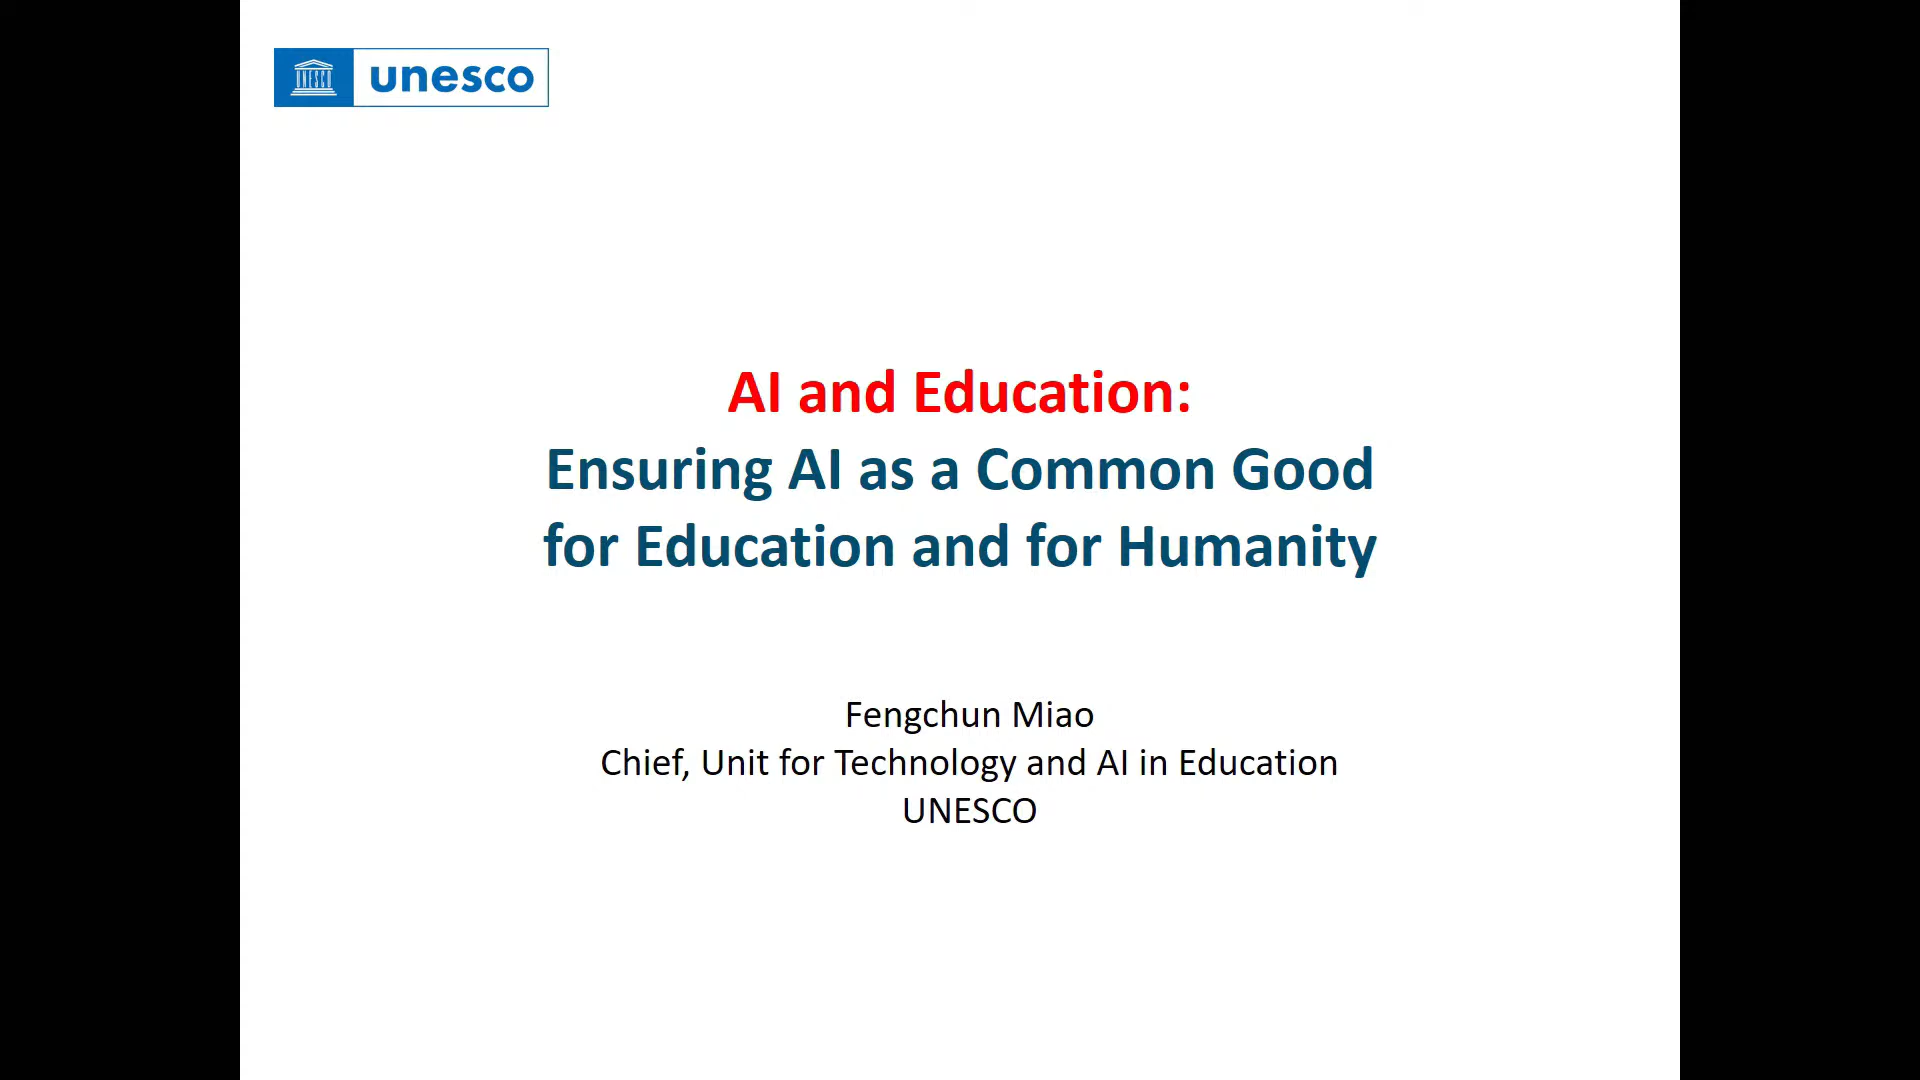 UNESCO
unesco
AI and Education:
Ensuring AI as a Common Good
for Education and for Humanity
Fengchun Miao
Chief, Unit for Technology and AI in Education
UNESCO